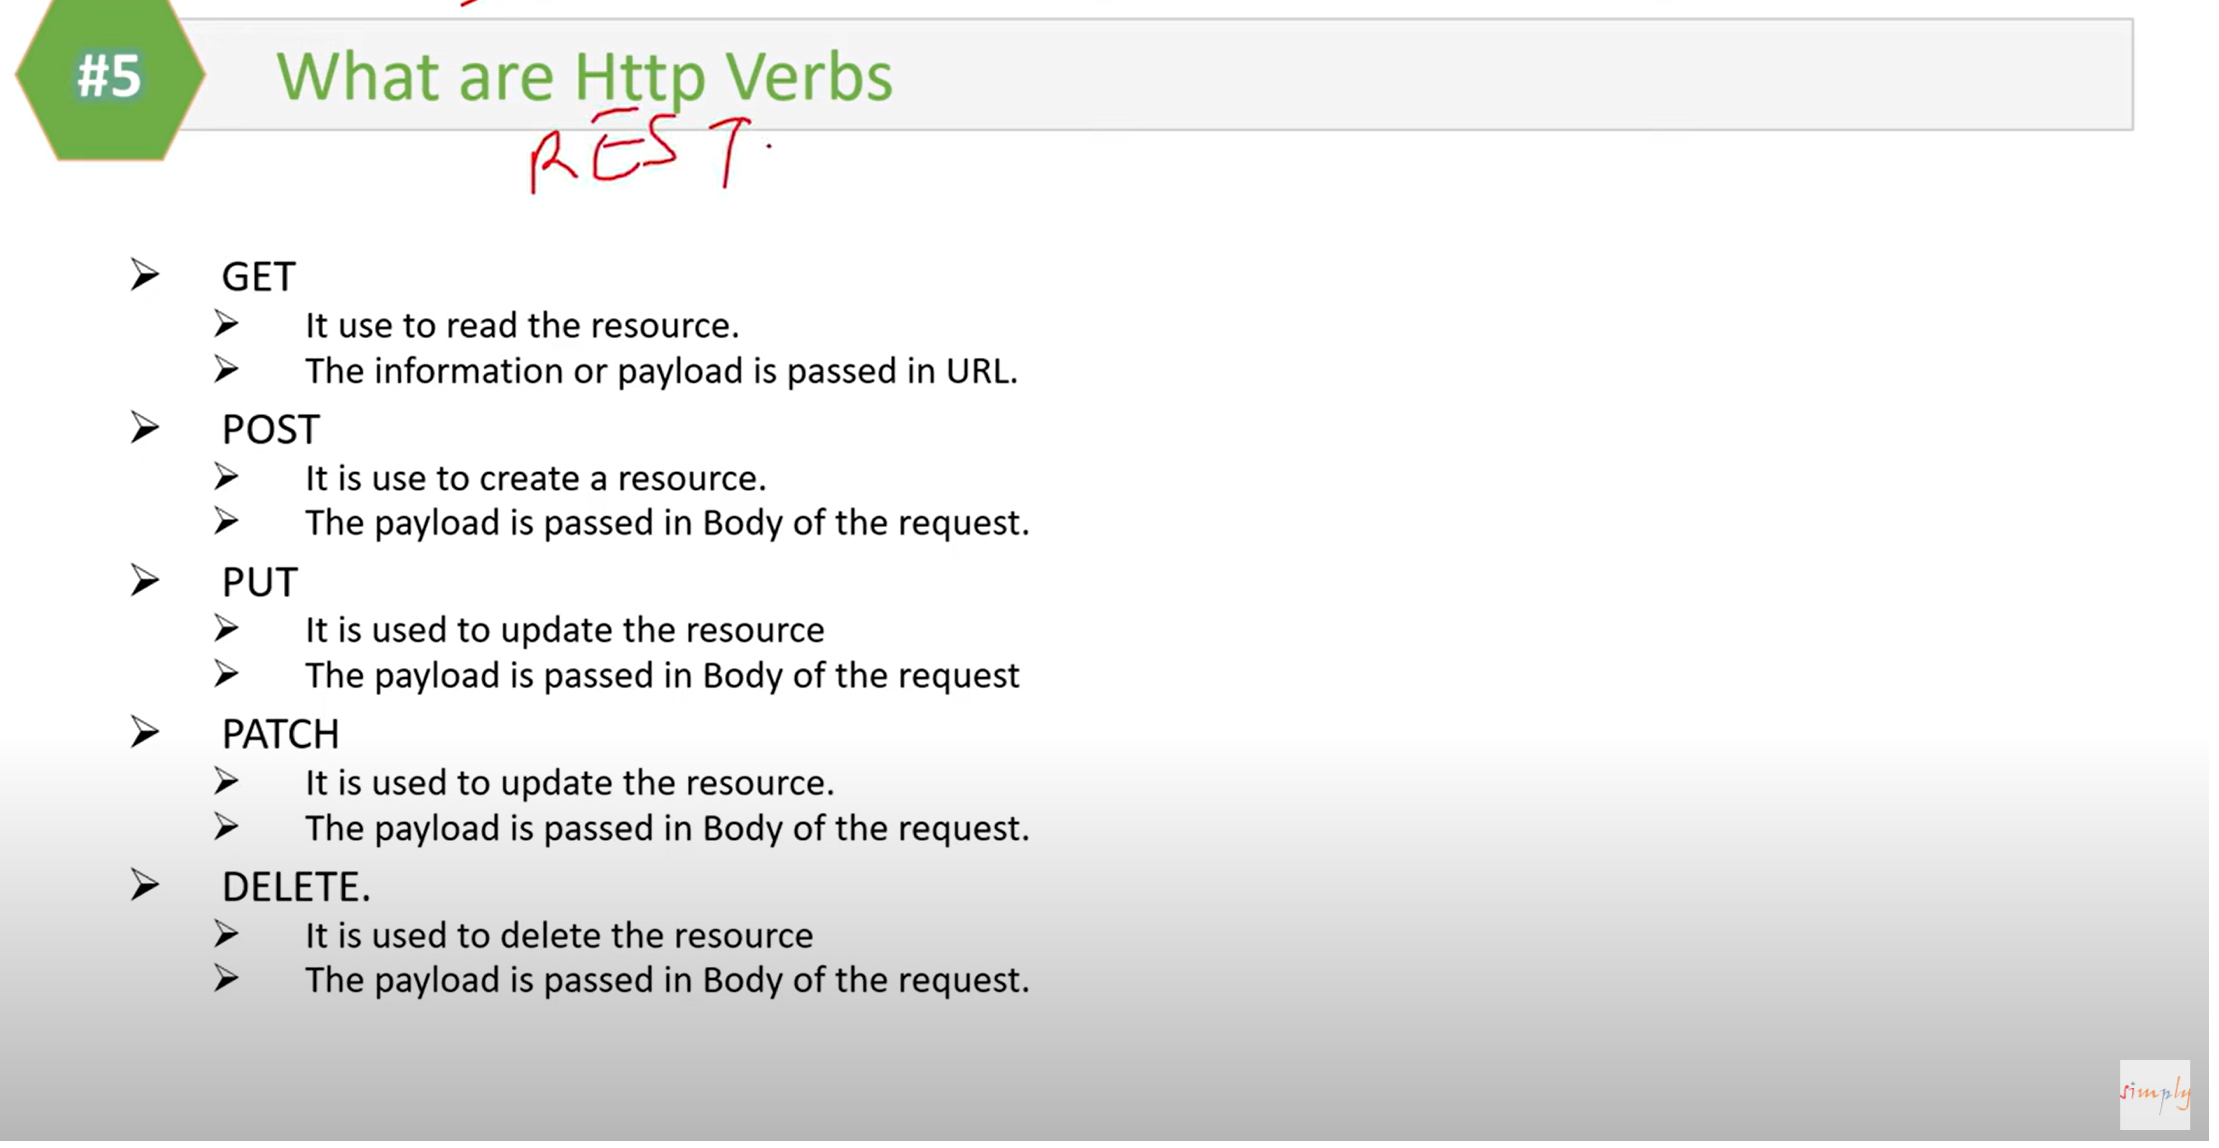 #5 What are Http Verbs
REST.
➢ GET
➢ It use to read the resource.
➢ The information or payload is passed in URL.
➢ POST
➢ It is use to create a resource.
➢ The payload is passed in Body of the request.
➢ PUT
➢ It is used to update the resource
➢ The payload is passed in Body of the request
➢ PATCH
➢ It is used to update the resource.
➢ The payload is passed in Body of the request.
➢ DELETE.
➢ It is used to delete the resource
➢ The payload is passed in Body of the request.
simply